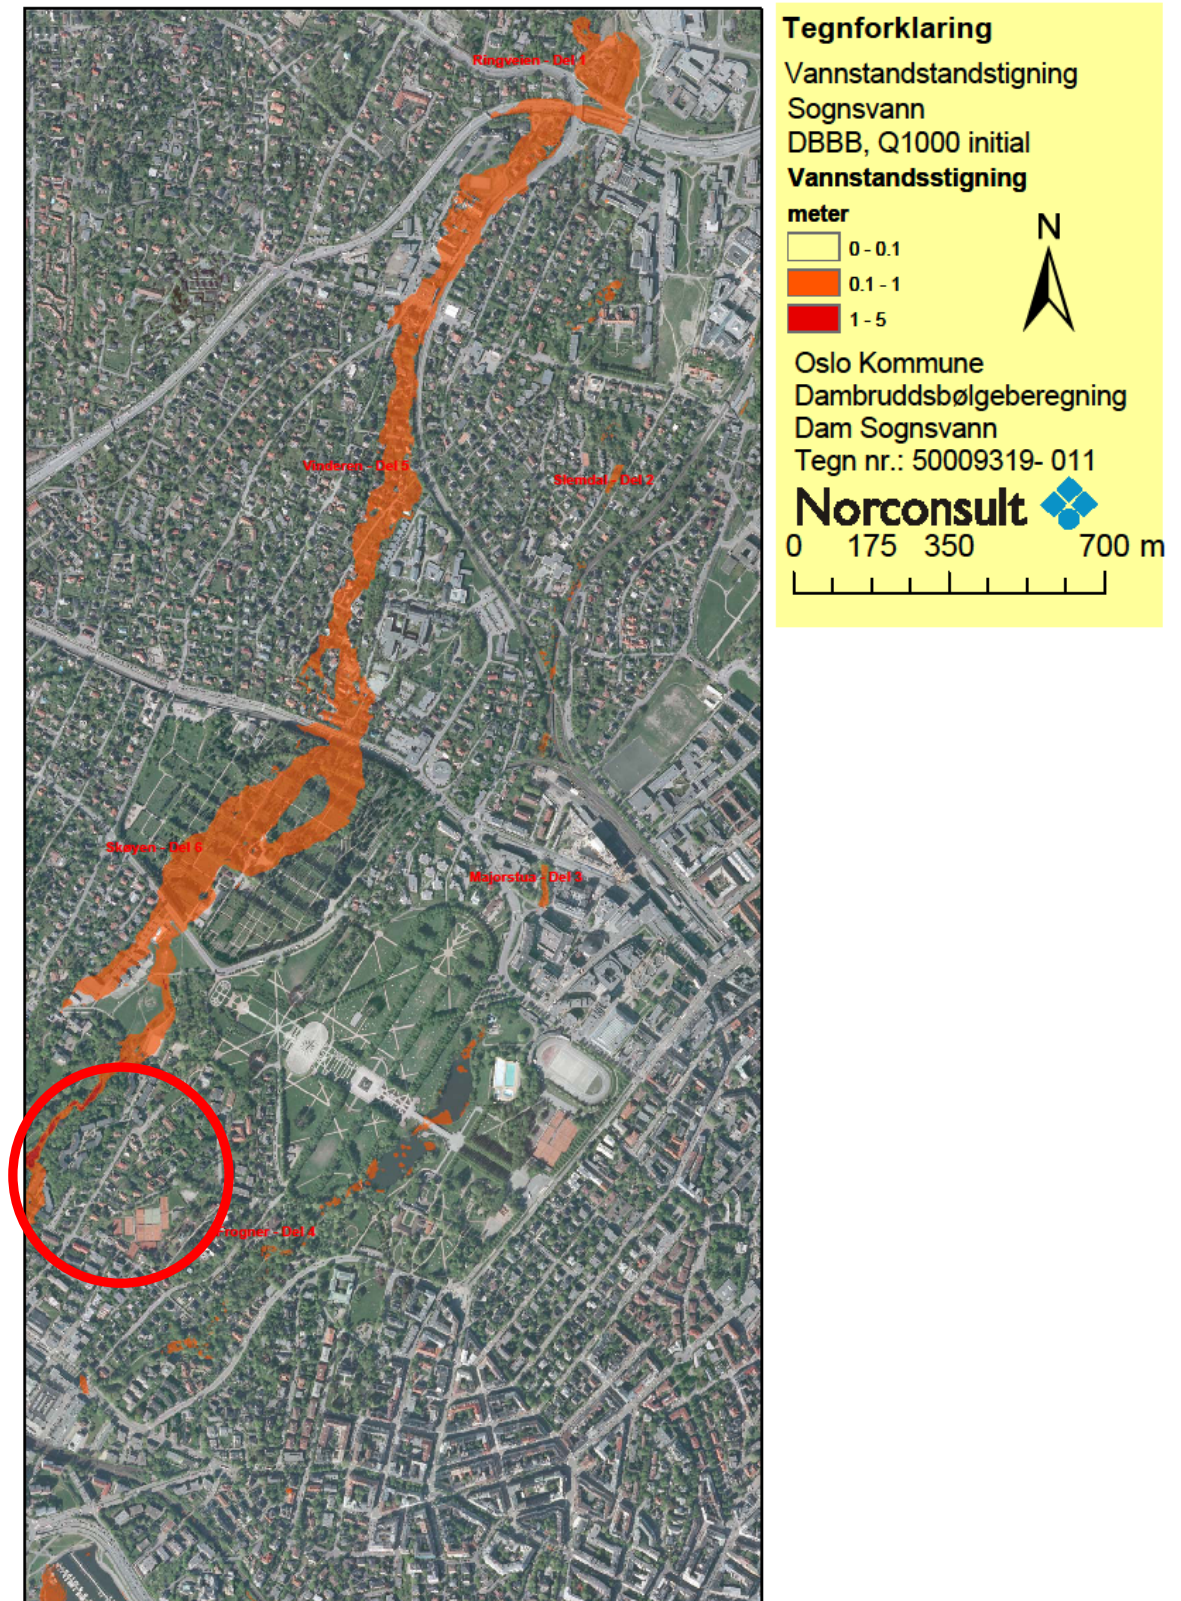 Ringveien - Del 1
Vinderen - Del 5
Slemdal - Del 2
Skøyen - Del 6
Majorstua - Del 3
Frogner - Del 4
Tegnforklaring
Vannstandstandstigning
Sognsvann
DBBB, Q1000 initial
Vannstandsstigning
meter
0 - 0.1
0.1 - 1
1 - 5
N
Oslo Kommune
Dambruddsbølgeberegning
Dam Sognsvann
Tegn nr.: 50009319- 011
Norconsult
0 175 350 700 m